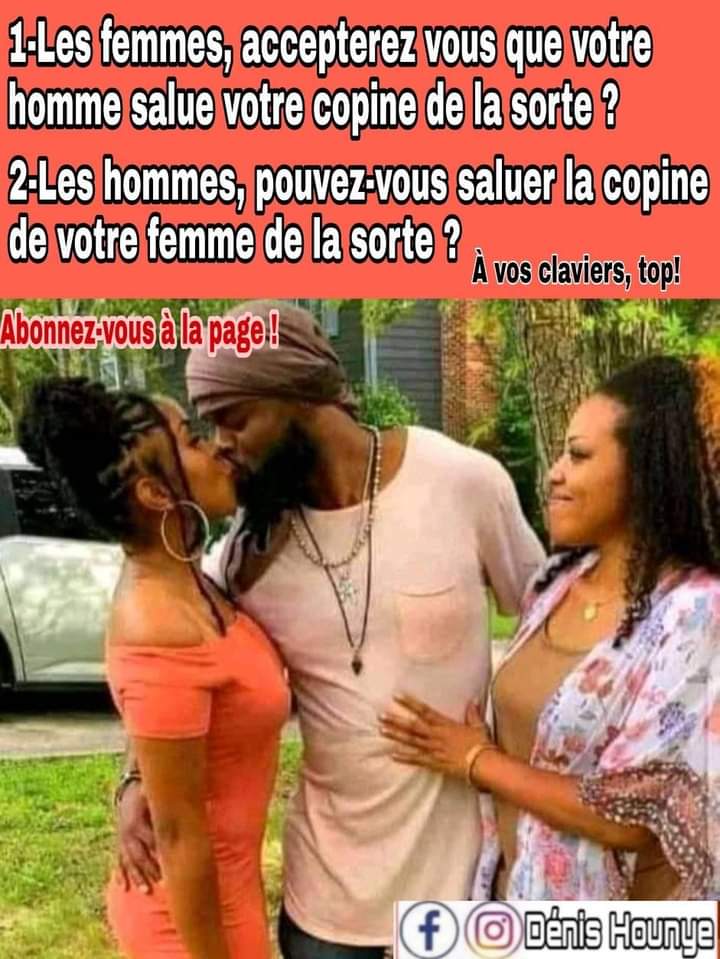 1-Les femmes, accepterez vous que votre
homme salue votre copine de la sorte ?
2-Les hommes, pouvez-vous saluer la copine
de votre femme de la sorte ?
À vos claviers, top!
Abonnez-vous à la page !
Dénis Hounye